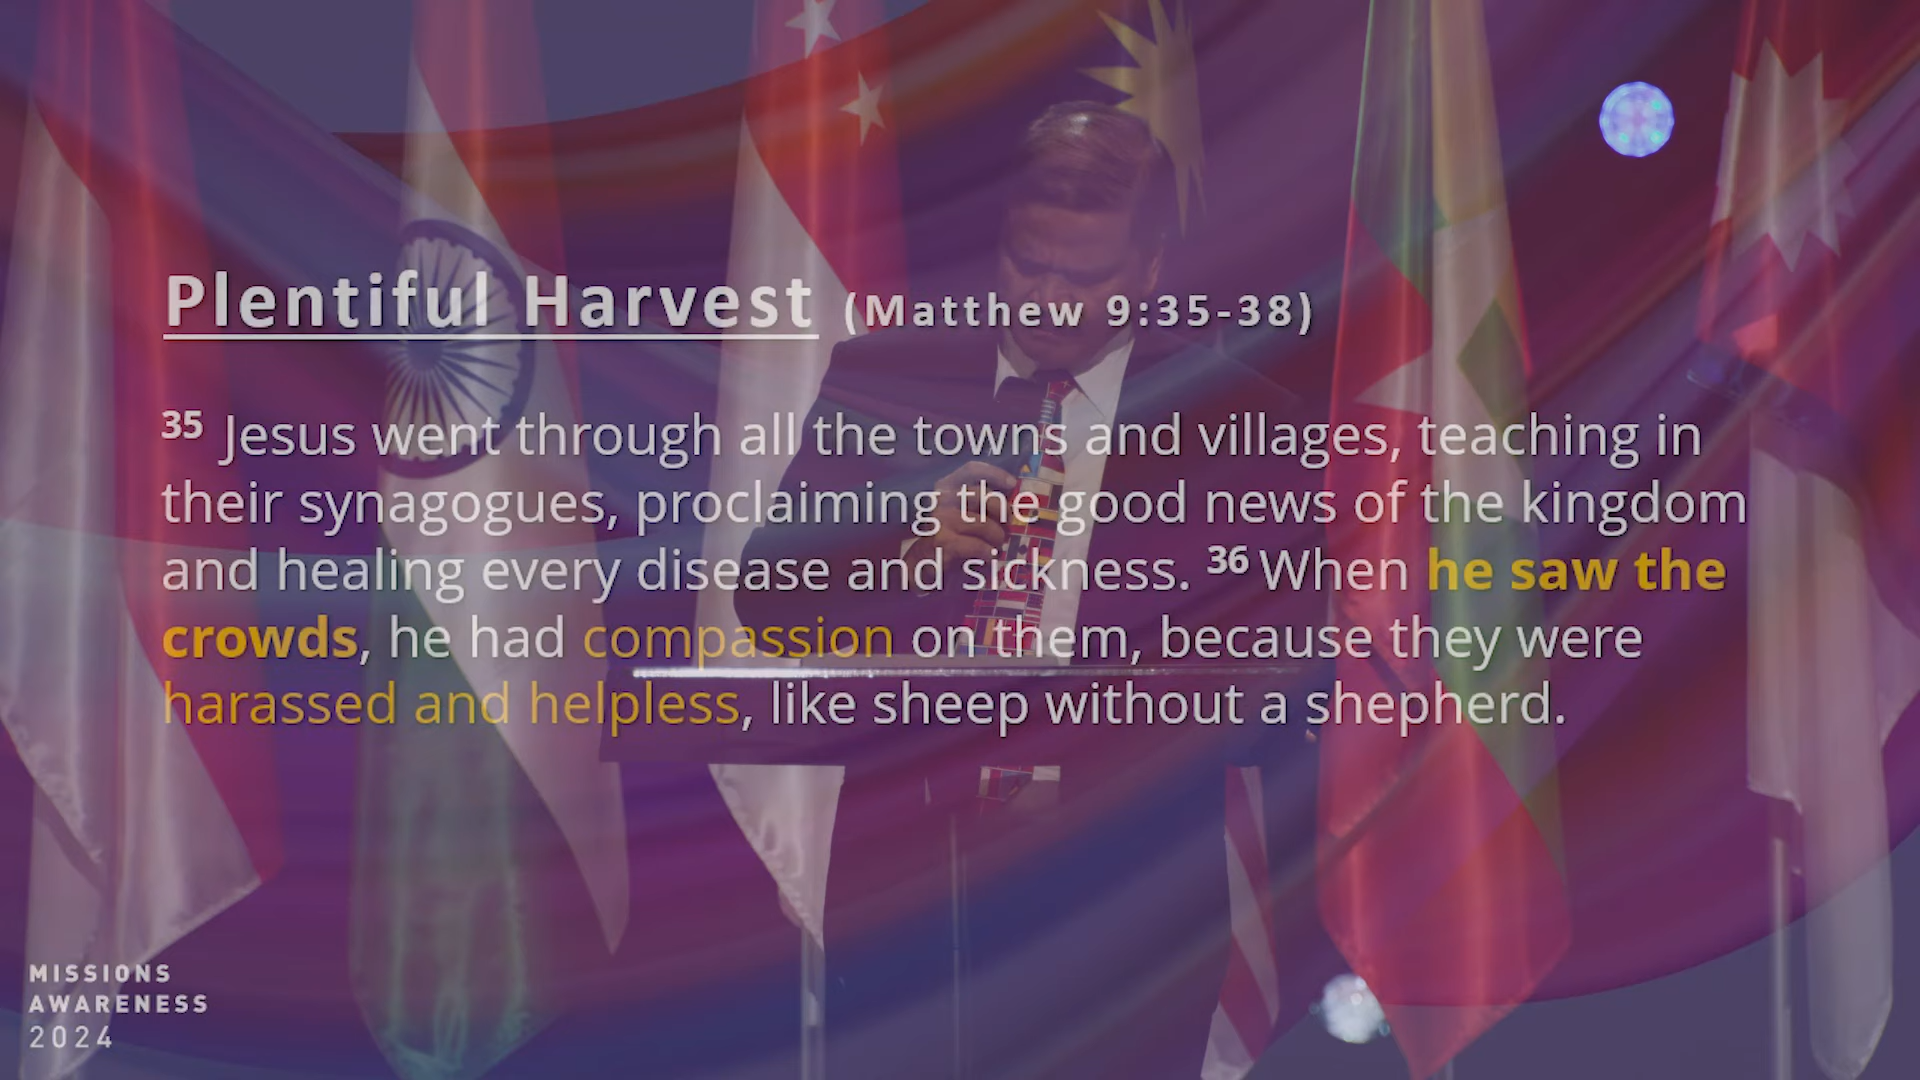 Plentiful Harvest (Matthew 9:35-38)
35 Jesus went through all the towns and villages, teaching in
their synagogues, proclaiming the good news of the kingdom
and healing every disease and sickness. 36 When he saw the
crowds, he had compassion on them, because they were
harassed and helpless, like sheep without a shepherd.
MISSIONS
AWARENESS
2024